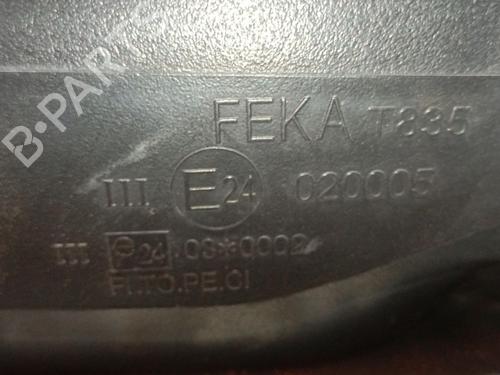 B-PARTS
FEKA T835
III E24 020005
III e24 03*0002
FI.TO.PE.CI